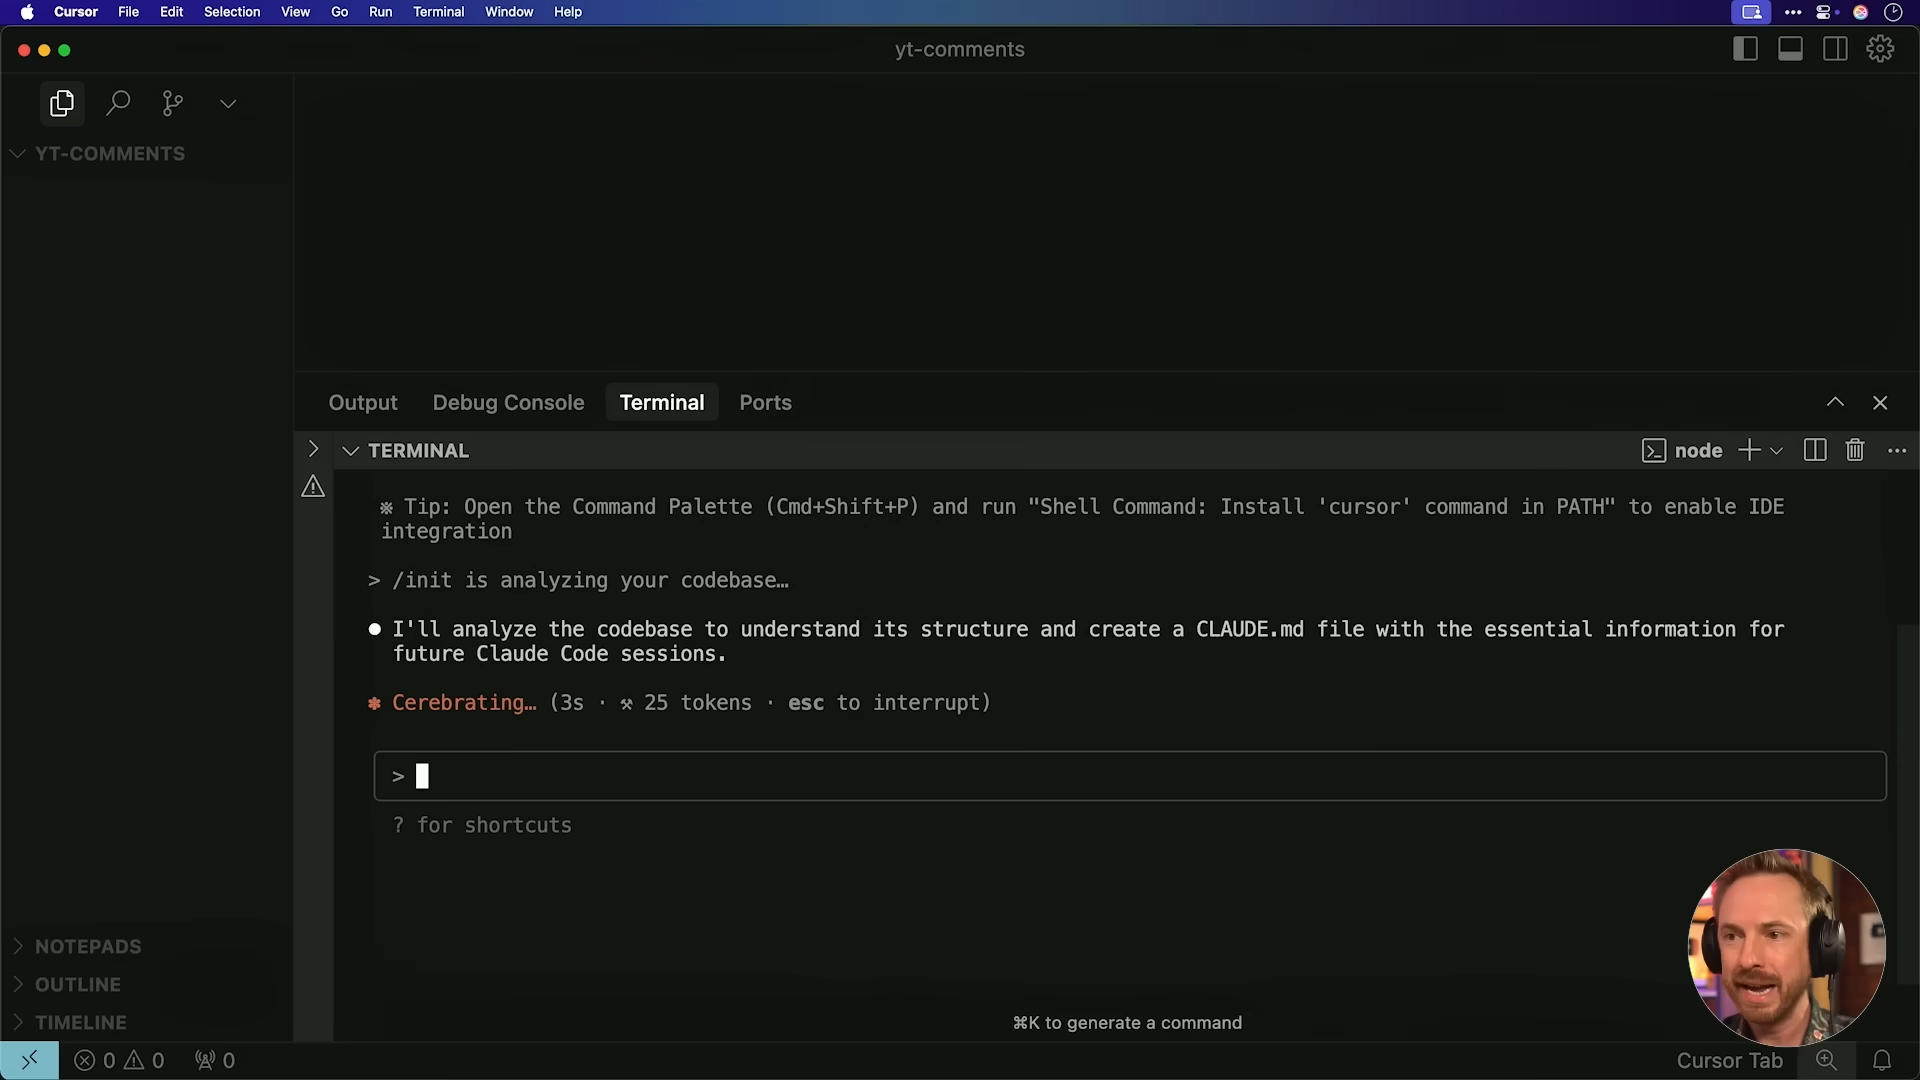 Cursor File Edit Selection View Go Run Terminal Window Help
yt-comments
YT-COMMENTS
Output Debug Console Terminal Ports
TERMINAL
node
※ Tip: Open the Command Palette (Cmd+Shift+P) and run "Shell Command: Install 'cursor' command in PATH" to enable IDE
integration
> /init is analyzing your codebase…
● I'll analyze the codebase to understand its structure and create a CLAUDE.md file with the essential information for
future Claude Code sessions.
✽ Cerebrating… (3s · ⚒ 25 tokens · esc to interrupt)
>
? for shortcuts
NOTEPADS
OUTLINE
TIMELINE
⌘K to generate a command
0 0 0
Cursor Tab